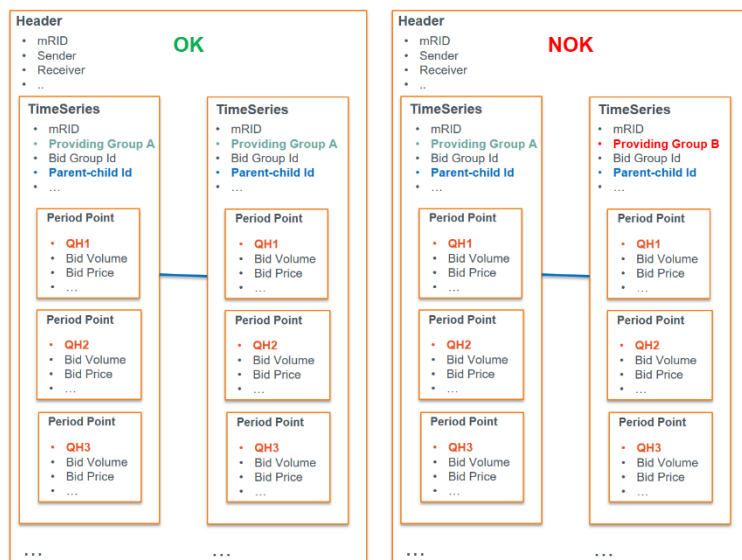 Header
• mRID
• Sender
• Receiver
• ..
OK
TimeSeries
• mRID
• Providing Group A
• Bid Group Id
• Parent-child Id
• ...
Period Point
• QH1
• Bid Volume
• Bid Price
• ...
Period Point
• QH2
• Bid Volume
• Bid Price
• ...
Period Point
• QH3
• Bid Volume
• Bid Price
• ...
...
TimeSeries
• mRID
• Providing Group A
• Bid Group Id
• Parent-child Id
• ...
Period Point
• QH1
• Bid Volume
• Bid Price
• ...
Period Point
• QH2
• Bid Volume
• Bid Price
• ...
Period Point
• QH3
• Bid Volume
• Bid Price
• ...
...
Header
• mRID
• Sender
• Receiver
• ..
NOK
TimeSeries
• mRID
• Providing Group A
• Bid Group Id
• Parent-child Id
• ...
Period Point
• QH1
• Bid Volume
• Bid Price
• ...
Period Point
• QH2
• Bid Volume
• Bid Price
• ...
Period Point
• QH3
• Bid Volume
• Bid Price
• ...
...
TimeSeries
• mRID
• Providing Group B
• Bid Group Id
• Parent-child Id
• ...
Period Point
• QH1
• Bid Volume
• Bid Price
• ...
Period Point
• QH2
• Bid Volume
• Bid Price
• ...
Period Point
• QH3
• Bid Volume
• Bid Price
• ...
...